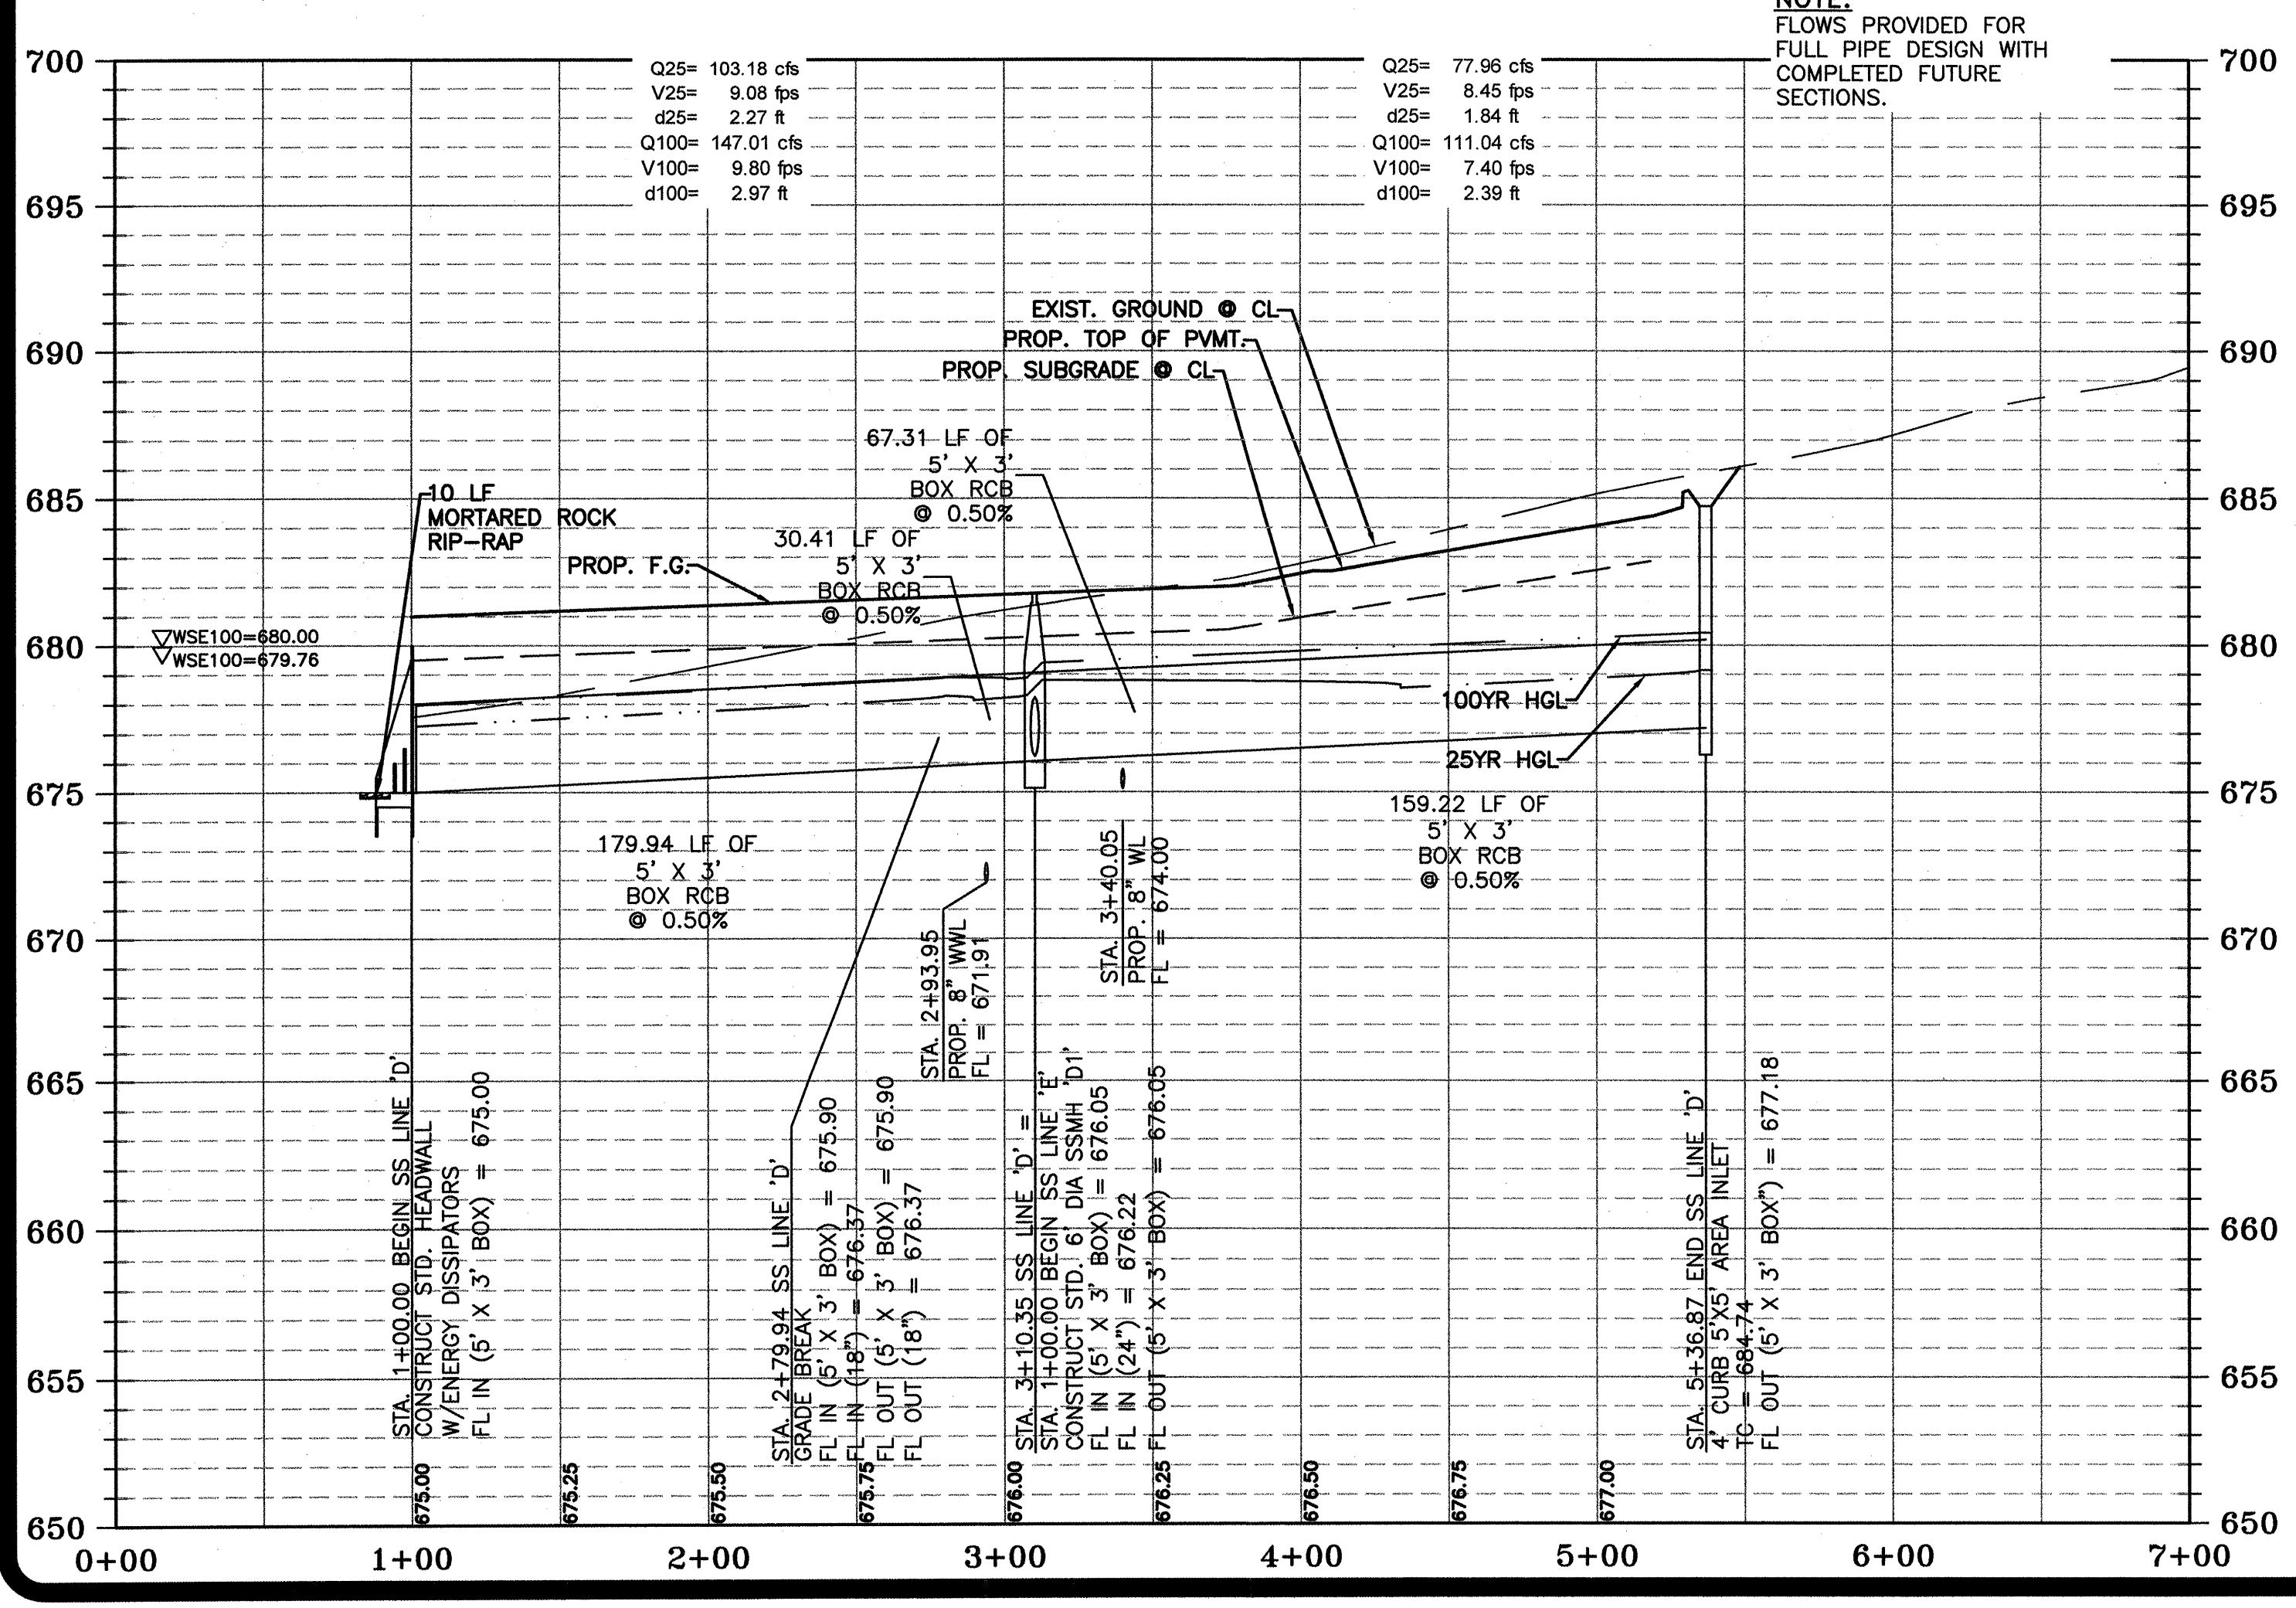 NOTE:
FLOWS PROVIDED FOR
FULL PIPE DESIGN WITH
COMPLETED FUTURE
SECTIONS.
700
695
690
685
680
675
670
665
660
655
650
700
695
690
685
680
675
670
665
660
655
650
Q25= 103.18 cfs
V25= 9.08 fps
d25= 2.27 ft
Q100= 147.01 cfs
V100= 9.80 fps
d100= 2.97 ft
Q25= 77.96 cfs
V25= 8.45 fps
d25= 1.84 ft
Q100= 111.04 cfs
V100= 7.40 fps
d100= 2.39 ft
EXIST. GROUND @ CL
PROP. TOP OF PVMT.
PROP. SUBGRADE @ CL
67.31 LF OF
5' X 3'
BOX RCB
@ 0.50%
10 LF
MORTARED ROCK
RIP-RAP
30.41 LF OF
5' X 3'
BOX RCB
@ 0.50%
PROP. F.G.
WSE100=680.00
WSE100=679.76
100YR HGL
25YR HGL
179.94 LF OF
5' X 3'
BOX RCB
@ 0.50%
159.22 LF OF
5' X 3'
BOX RCB
@ 0.50%
STA. 1+00.00 BEGIN SS LINE 'D'
CONSTRUCT STD. HEADWALL
W/ENERGY DISSIPATORS
FL IN (5' X 3' BOX) = 675.00
STA. 2+79.94 SS LINE 'D'
GRADE BREAK
FL IN (5' X 3' BOX) = 675.90
FL IN (18") = 676.37
FL OUT (5' X 3' BOX) = 675.90
FL OUT (18") = 676.37
STA. 2+93.95
PROP. 8" WWL
FL = 671.91
STA. 3+10.35 SS LINE 'D' =
STA. 1+00.00 BEGIN SS LINE 'E'
CONSTRUCT STD. 6' DIA SSMH 'D1'
FL IN (5' X 3' BOX) = 676.05
FL IN (24") = 676.22
FL OUT (5' X 3' BOX) = 676.05
STA. 3+40.05
PROP. 8" WL
FL = 674.00
STA. 5+36.87 END SS LINE 'D'
4' CURB 5'X5' AREA INLET
TC = 684.74
FL OUT (5' X 3' BOX") = 677.18
675.00
675.25
675.50
675.75
676.00
676.25
676.50
676.75
677.00
0+00
1+00
2+00
3+00
4+00
5+00
6+00
7+00